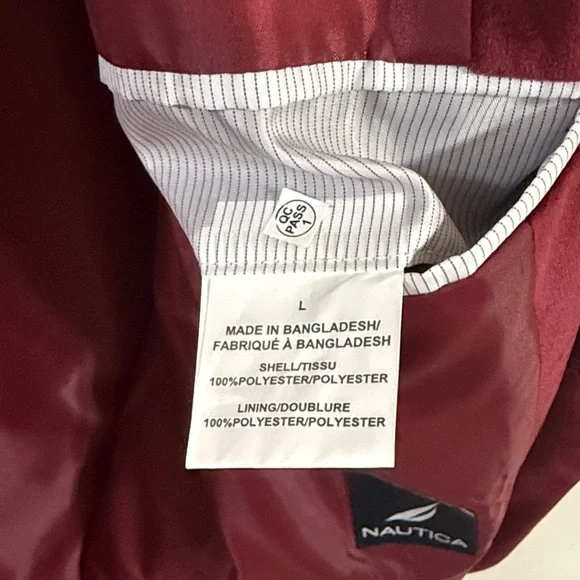 QC
PASS
1
L
MADE IN BANGLADESH/
FABRIQUÉ À BANGLADESH
SHELL/TISSU
100%POLYESTER/POLYESTER
LINING/DOUBLURE
100%POLYESTER/POLYESTER
NAUTICA